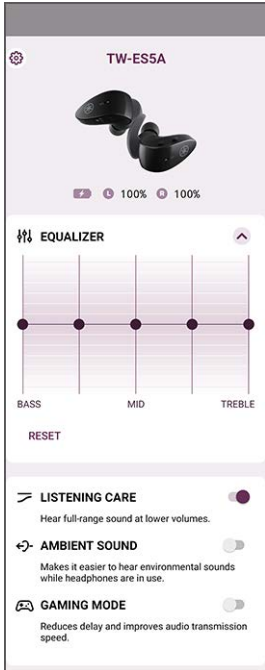 TW-ES5A
L 100% R 100%
EQUALIZER
BASS MID TREBLE
RESET
LISTENING CARE
Hear full-range sound at lower volumes.
AMBIENT SOUND
Makes it easier to hear environmental sounds
while headphones are in use.
GAMING MODE
Reduces delay and improves audio transmission
speed.